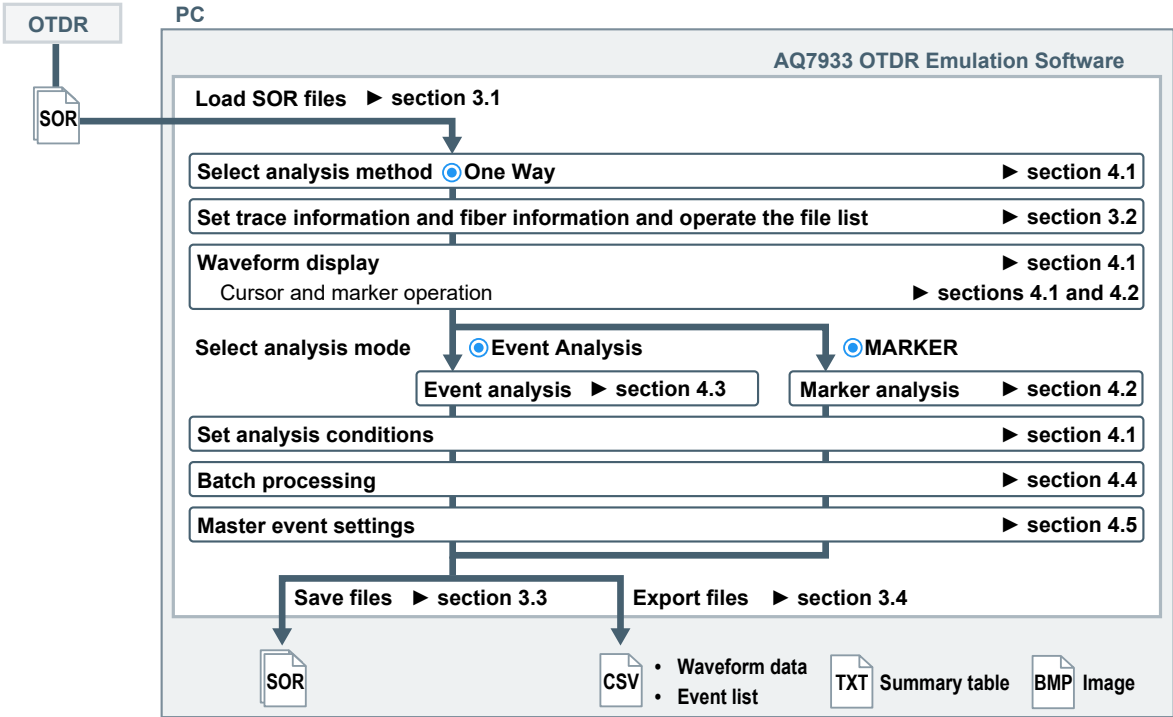 OTDR
PC
AQ7933 OTDR Emulation Software
SOR
Load SOR files ► section 3.1
Select analysis method One Way ► section 4.1
Set trace information and fiber information and operate the file list ► section 3.2
Waveform display ► section 4.1
Cursor and marker operation ► sections 4.1 and 4.2
Select analysis mode Event Analysis MARKER
Event analysis ► section 4.3 Marker analysis ► section 4.2
Set analysis conditions ► section 4.1
Batch processing ► section 4.4
Master event settings ► section 4.5
Save files ► section 3.3 Export files ► section 3.4
SOR CSV • Waveform data TXT Summary table BMP Image
• Event list